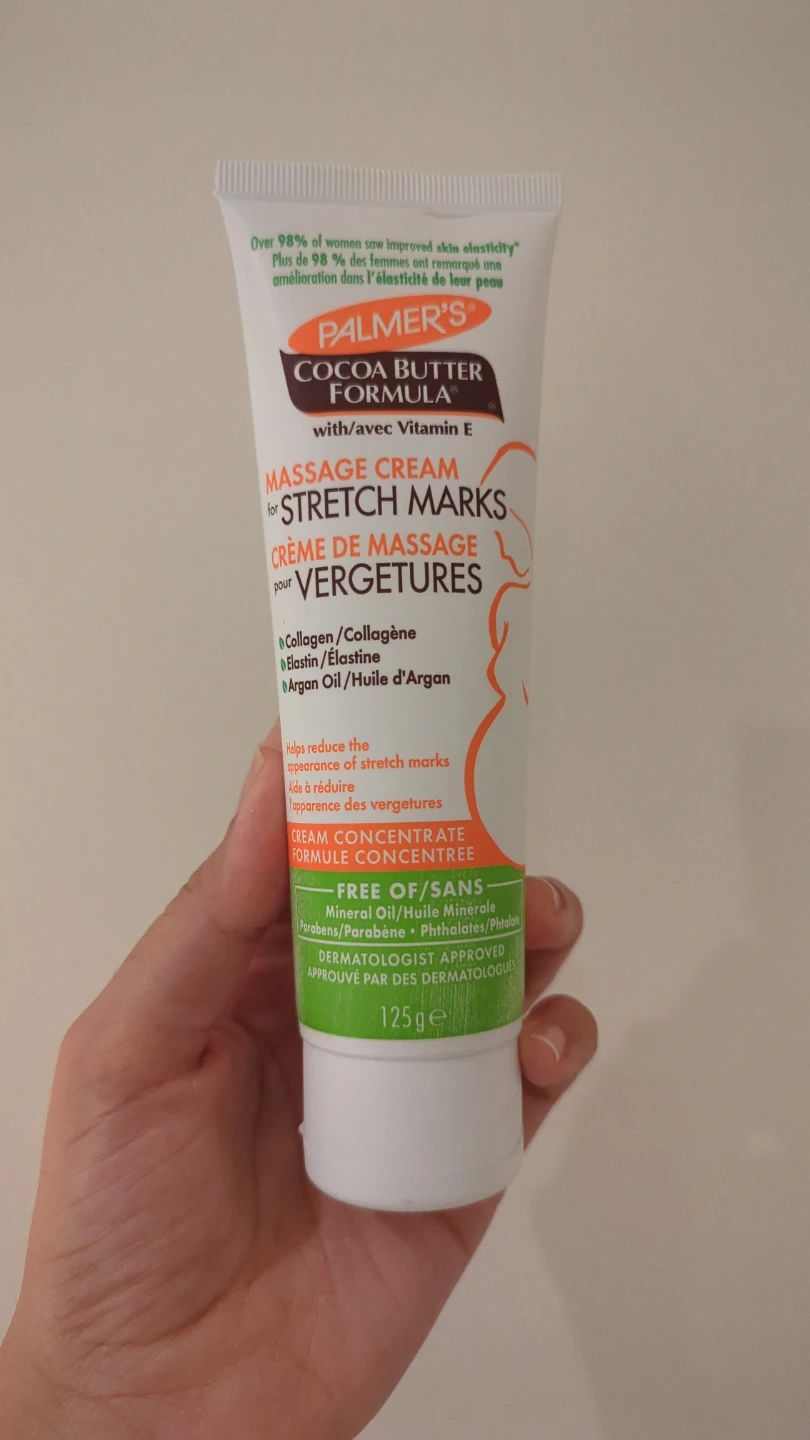 Over 98% of women saw improved skin elasticity*
Plus de 98 % des femmes ont remarqué une
amélioration dans l'élasticité de leur peau
PALMER'S®
COCOA BUTTER
FORMULA®
®
with/avec Vitamin E
MASSAGE CREAM
for STRETCH MARKS
CRÈME DE MASSAGE
pour VERGETURES
Collagen/Collagène
Elastin/Élastine
Argan Oil/Huile d'Argan
Helps reduce the
appearance of stretch marks
Aide à réduire
l'apparence des vergetures
CREAM CONCENTRATE
FORMULE CONCENTREE
FREE OF/SANS
Mineral Oil/Huile Minérale
Parabens/Parabène • Phthalates/Phtalate
DERMATOLOGIST APPROVED
APPROUVÉ PAR DES DERMATOLOGUES
125g℮